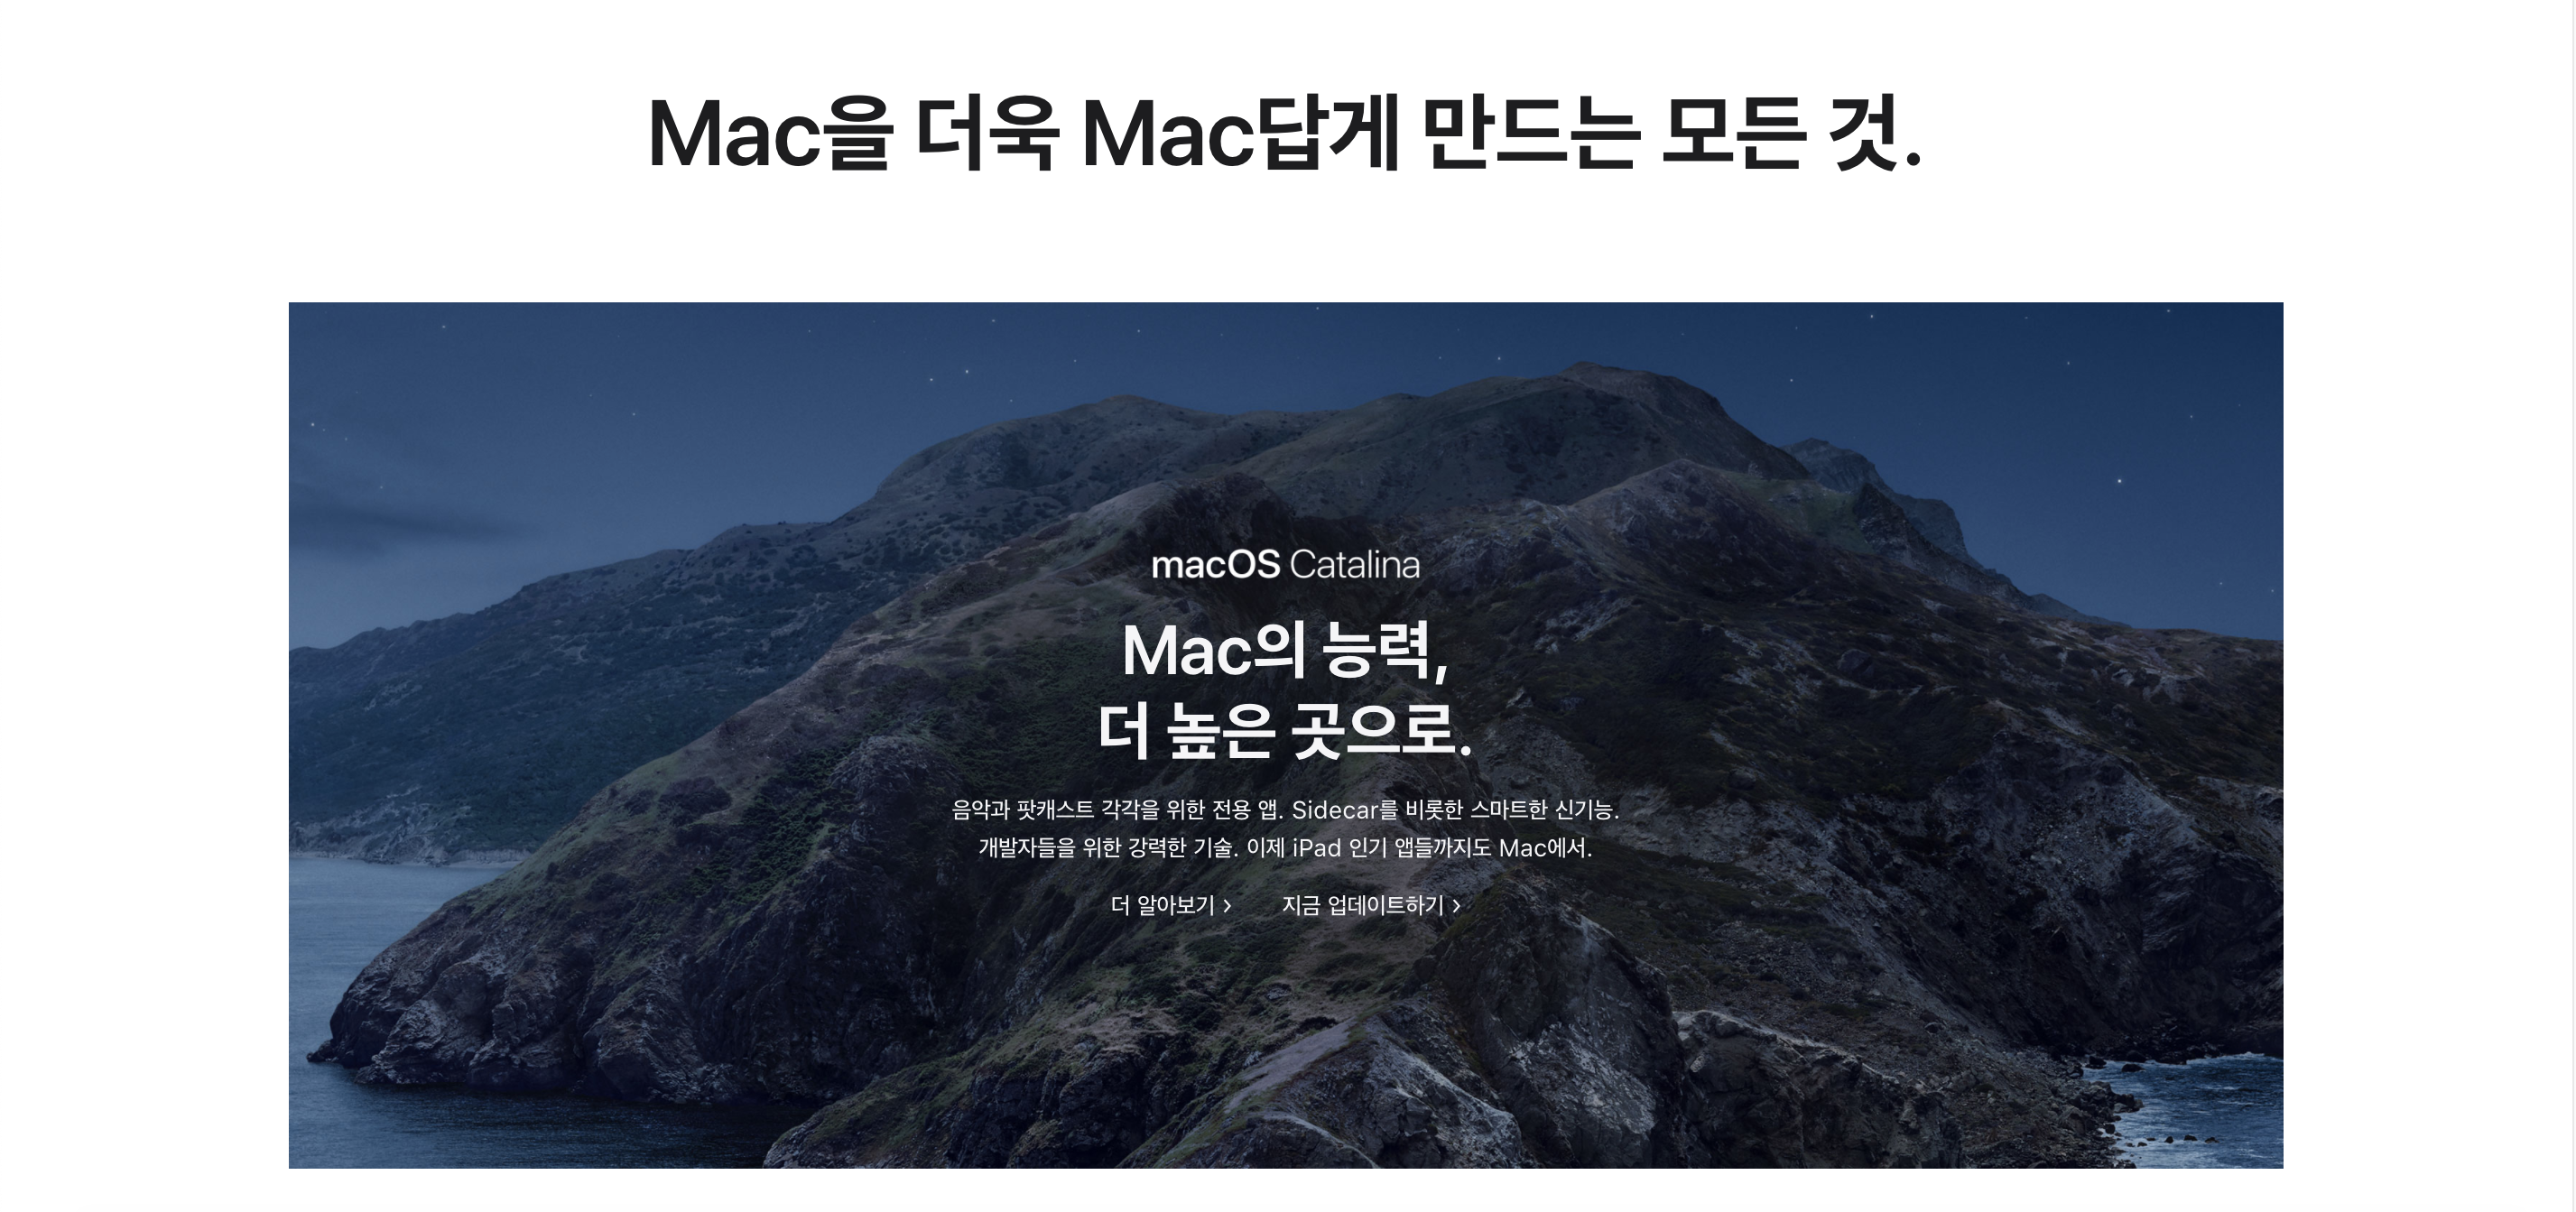 Mac을 더욱 Mac답게 만드는 모든 것.
macOS Catalina
Mac의 능력,
더 높은 곳으로.
음악과 팟캐스트 각각을 위한 전용 앱. Sidecar를 비롯한 스마트한 신기능.
개발자들을 위한 강력한 기술. 이제 iPad 인기 앱들까지도 Mac에서.
더 알아보기 > 지금 업데이트하기 >